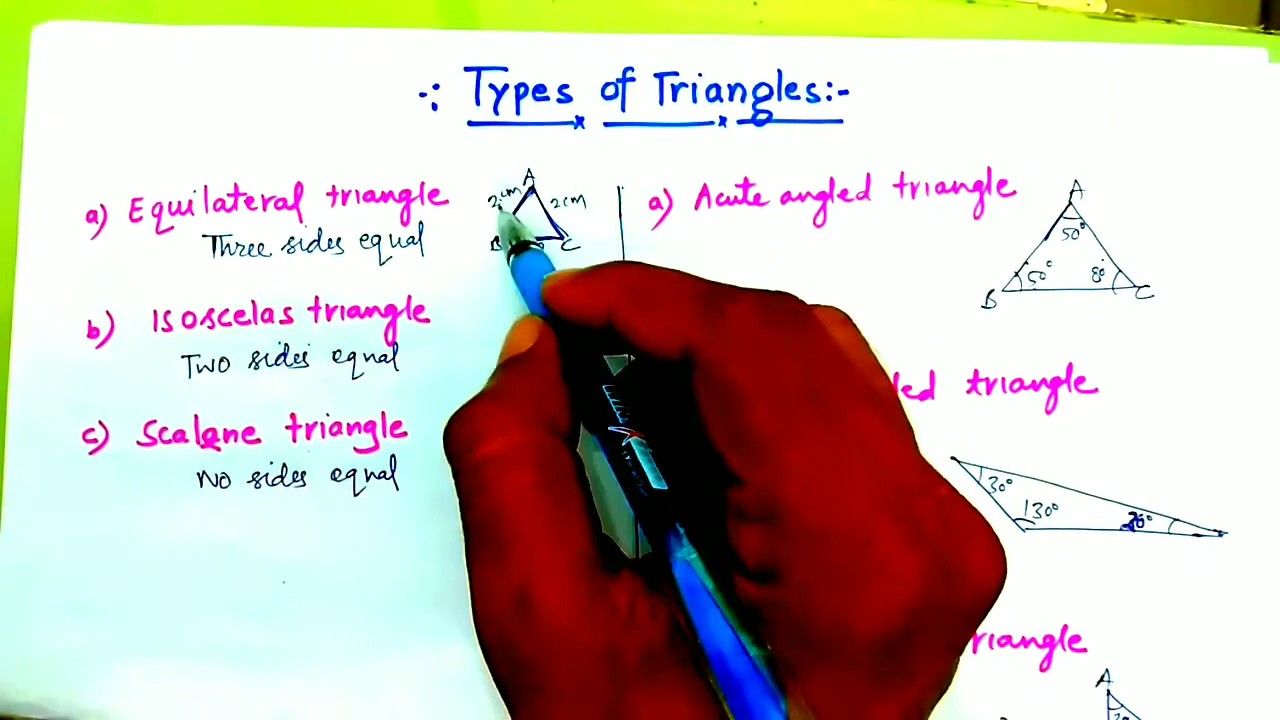 -: Types of Triangles:-
a) Equilateral triangle
Three sides equal
A
2cm
2cm
B
C
b) Isoscelas triangle
Two sides equal
c) Scalene triangle
No sides equal
a) Acute angled triangle
A
50°
50°
80°
B
C
led triangle
30°
130°
20°
riangle
A